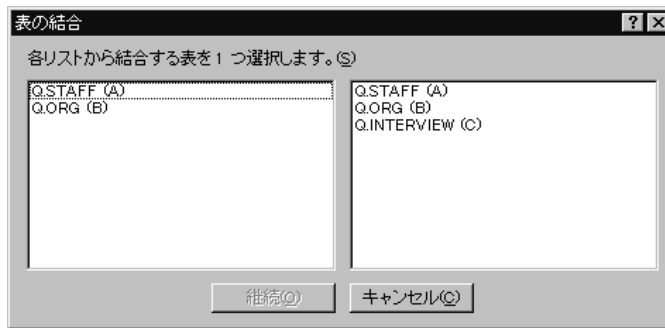 表の結合
各リストから結合する表を1 つ選択します。(S)
Q.STAFF (A)
Q.ORG (B)
Q.STAFF (A)
Q.ORG (B)
Q.INTERVIEW (C)
継続(O)
キャンセル(C)